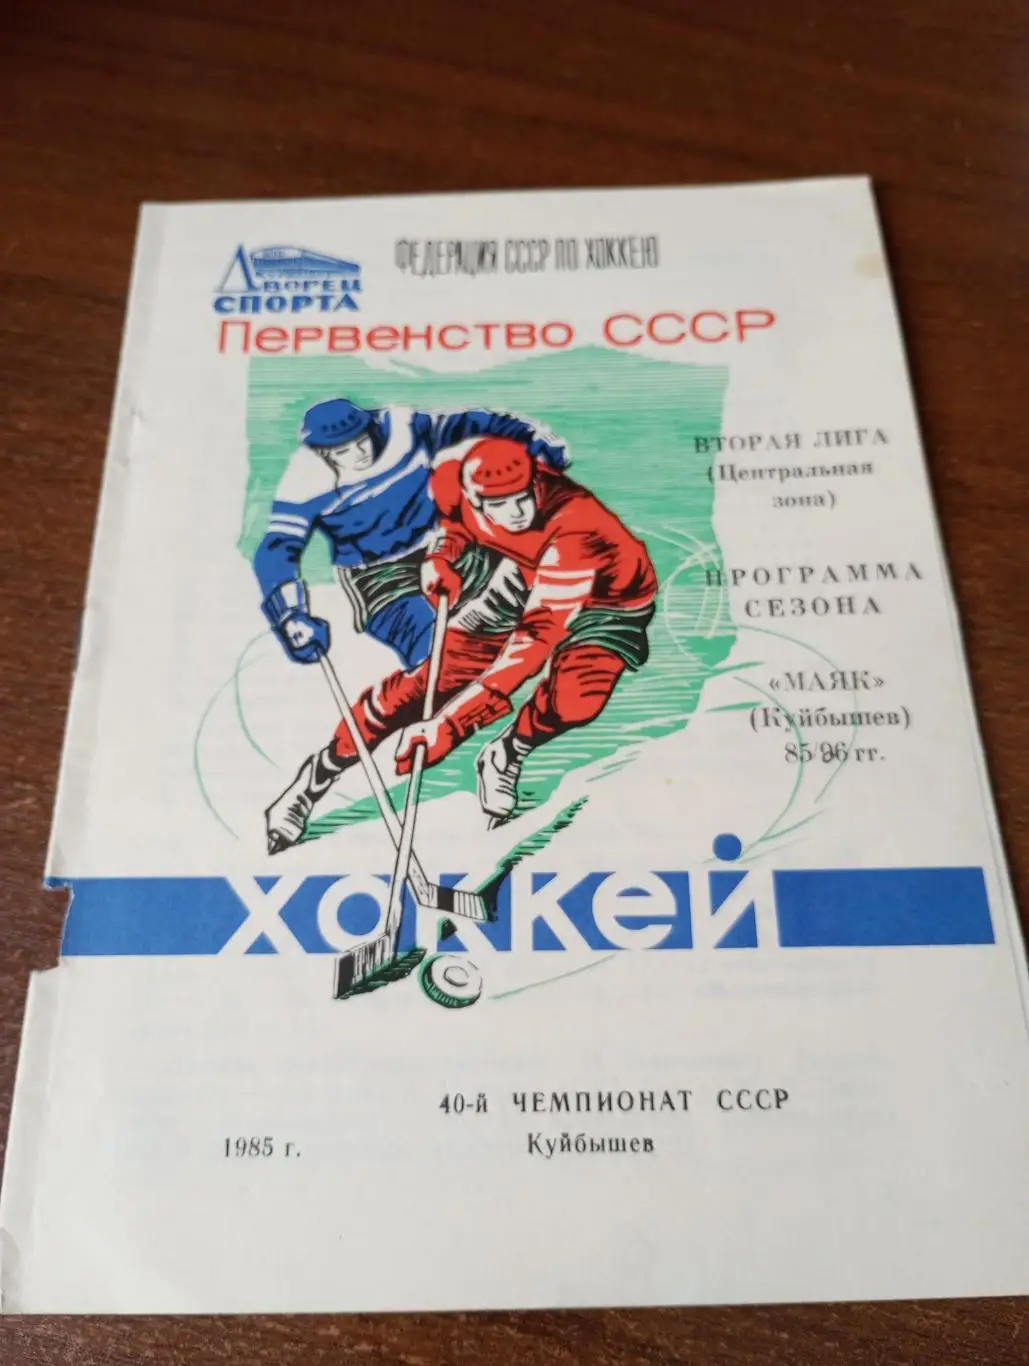 ДВОРЕЦ
СПОРТА
ФЕДЕРАЦИЯ СССР ПО ХОККЕЮ
Первенство СССР
ВТОРАЯ ЛИГА
(Центральная
зона)
ПРОГРАММА
СЕЗОНА
«МАЯК»
(Куйбышев)
85/96 гг.
хоккей
40-й ЧЕМПИОНАТ СССР
1985 г. Куйбышев